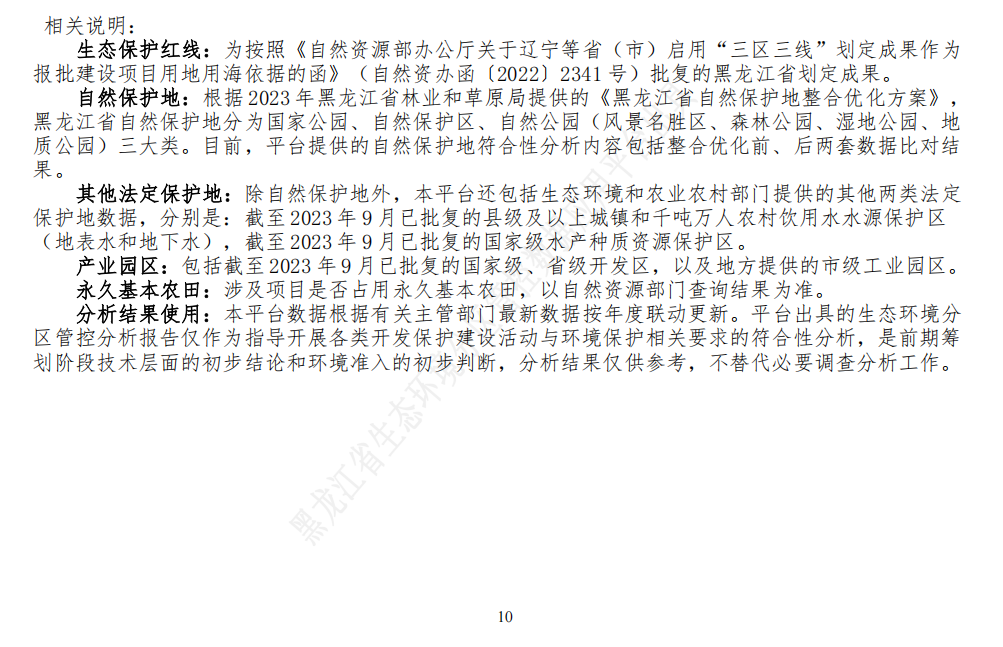 相关说明：
生态保护红线：为按照《自然资源部办公厅关于辽宁等省（市）启用“三区三线”划定成果作为
报批建设项目用地用海依据的函》（自然资办函〔2022〕2341号）批复的黑龙江省划定成果。
自然保护地：根据2023年黑龙江省林业和草原局提供的《黑龙江省自然保护地整合优化方案》，
黑龙江省自然保护地分为国家公园、自然保护区、自然公园（风景名胜区、森林公园、湿地公园、地
质公园）三大类。目前，平台提供的自然保护地符合性分析内容包括整合优化前、后两套数据比对结
果。
其他法定保护地：除自然保护地外，本平台还包括生态环境和农业农村部门提供的其他两类法定
保护地数据，分别是：截至2023年9月已批复的县级及以上城镇和千吨万人农村饮用水水源保护区
（地表水和地下水），截至2023年9月已批复的国家级水产种质资源保护区。
产业园区：包括截至2023年9月已批复的国家级、省级开发区，以及地方提供的市级工业园区。
永久基本农田：涉及项目是否占用永久基本农田，以自然资源部门查询结果为准。
分析结果使用：本平台数据根据有关主管部门最新数据按年度联动更新。平台出具的生态环境分
区管控分析报告仅作为指导开展各类开发保护建设活动与环境保护相关要求的符合性分析，是前期筹
划阶段技术层面的初步结论和环境准入的初步判断，分析结果仅供参考，不替代必要调查分析工作。
黑龙江省生态环境
10